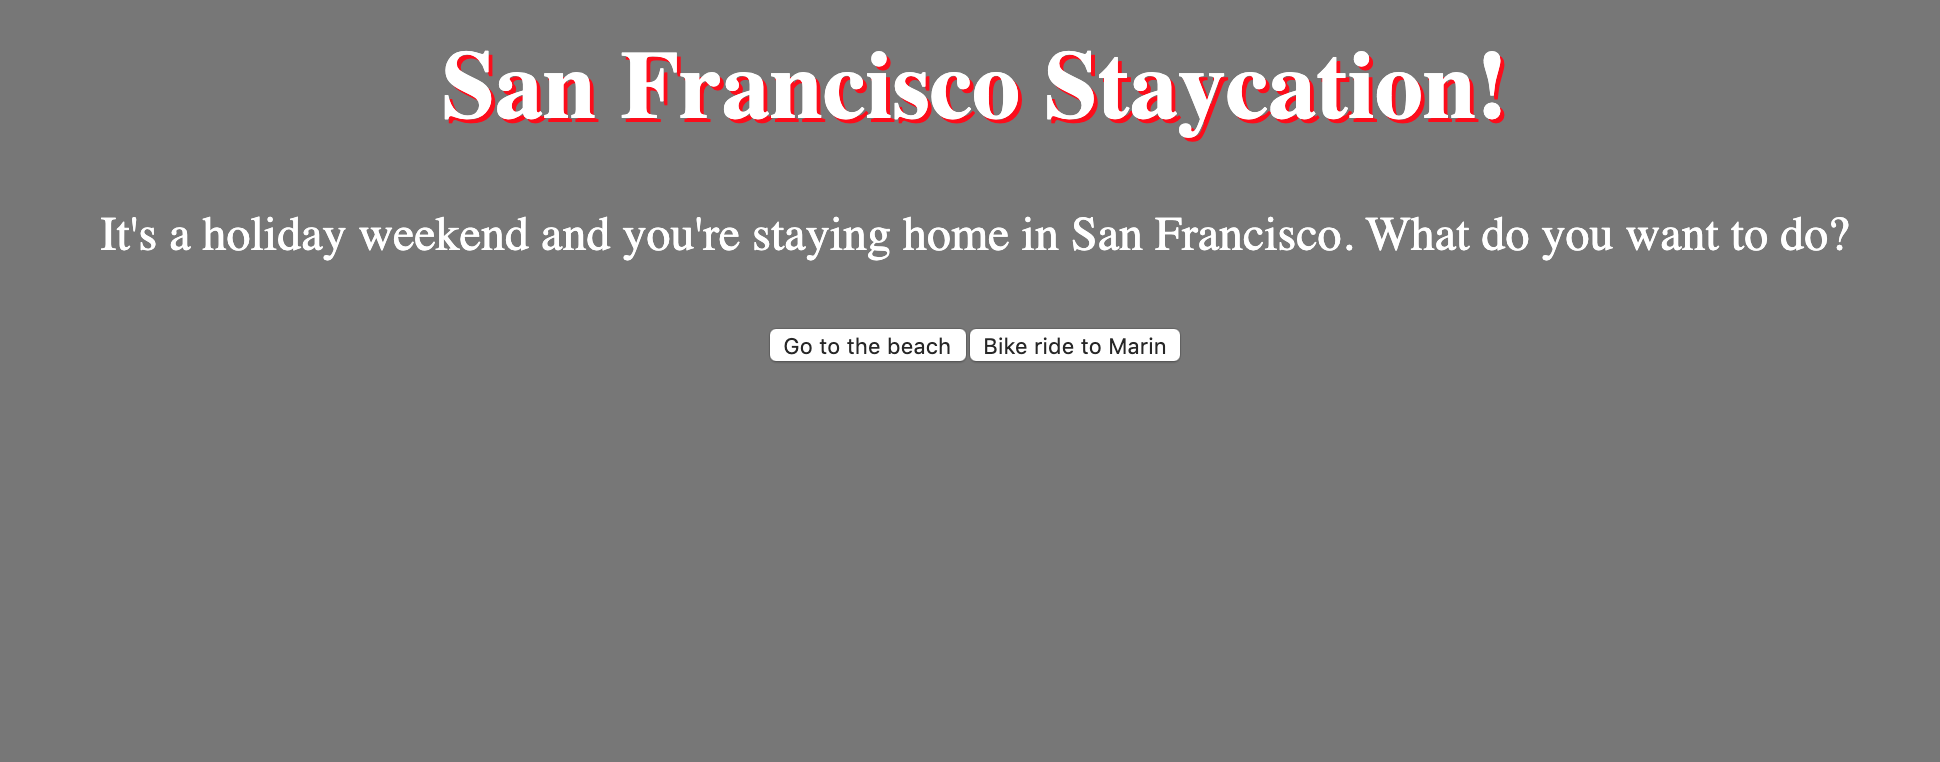 San Francisco Staycation!
It's a holiday weekend and you're staying home in San Francisco. What do you want to do?
Go to the beach Bike ride to Marin